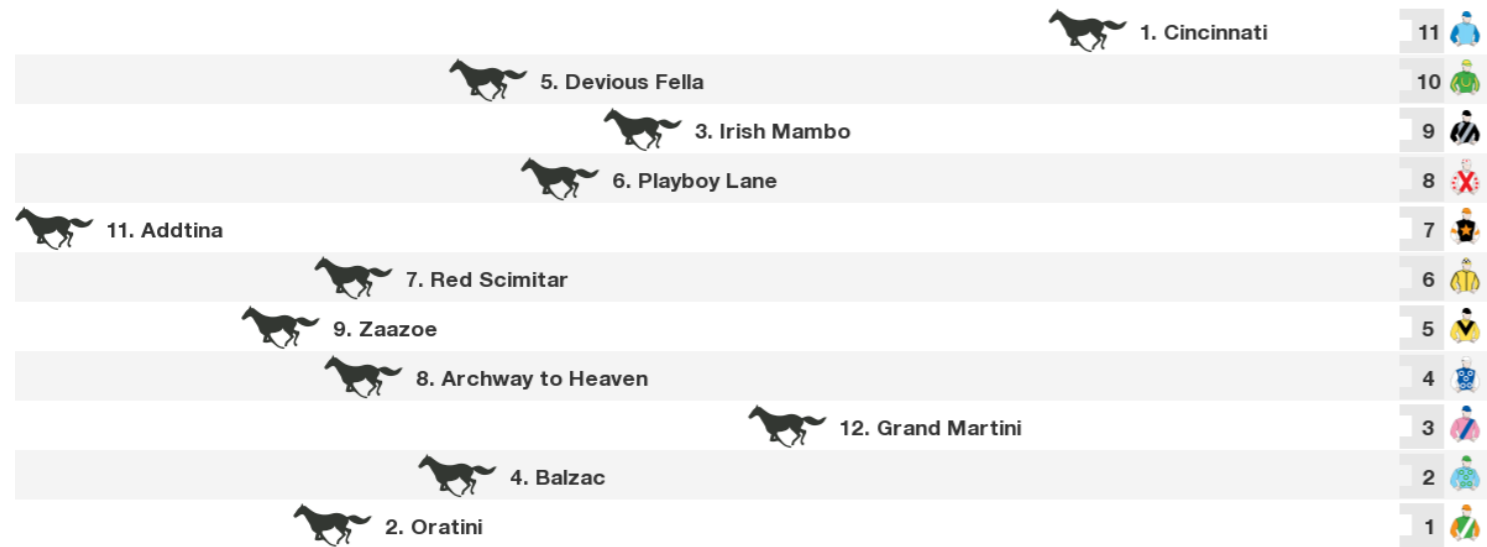 1. Cincinnati 11
5. Devious Fella 10
3. Irish Mambo 9
6. Playboy Lane 8
11. Addtina 7
7. Red Scimitar 6
9. Zaazoe 5
8. Archway to Heaven 4
12. Grand Martini 3
4. Balzac 2
2. Oratini 1